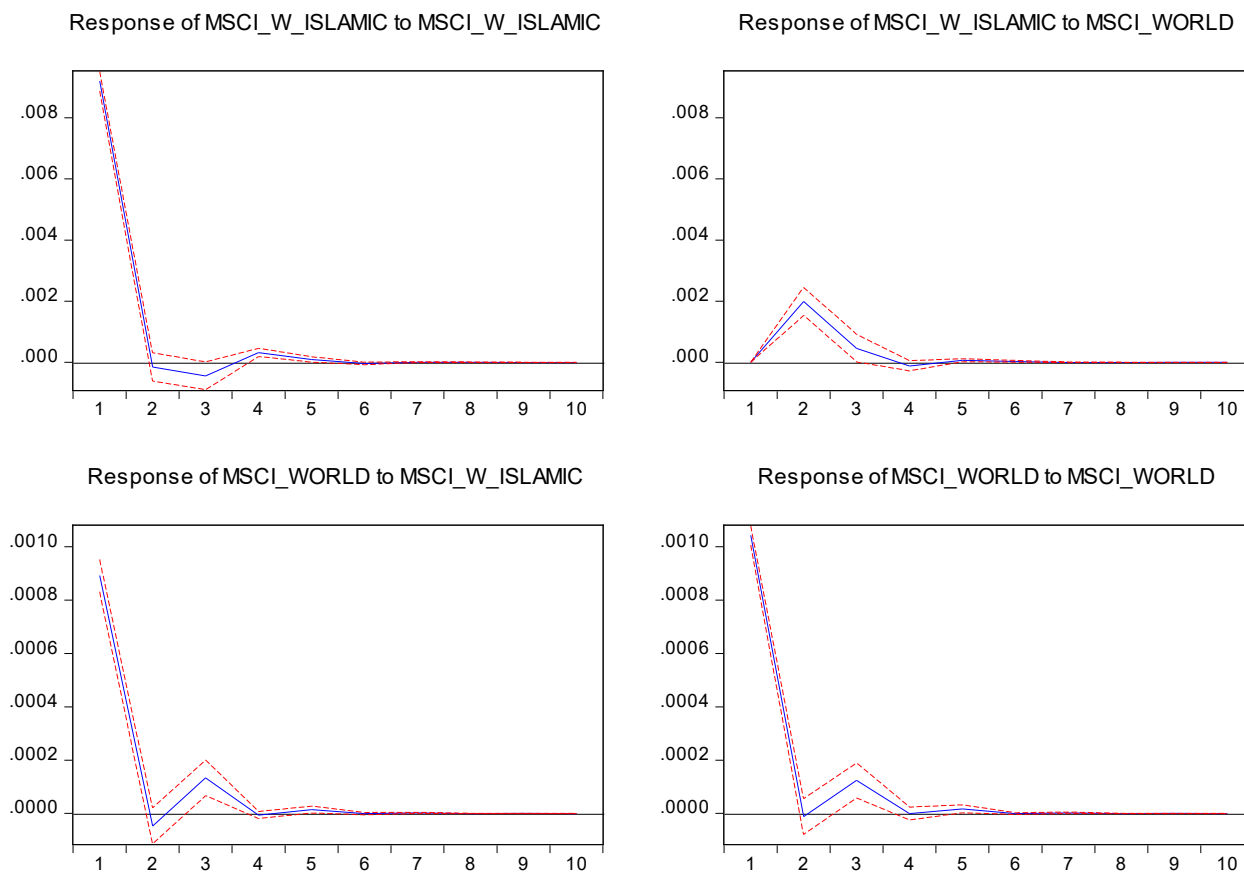 Response of MSCI_W_ISLAMIC to MSCI_W_ISLAMIC
.008
.006
.004
.002
.000
1 2 3 4 5 6 7 8 9 10
Response of MSCI_W_ISLAMIC to MSCI_WORLD
.008
.006
.004
.002
.000
1 2 3 4 5 6 7 8 9 10
Response of MSCI_WORLD to MSCI_W_ISLAMIC
.0010
.0008
.0006
.0004
.0002
.0000
1 2 3 4 5 6 7 8 9 10
Response of MSCI_WORLD to MSCI_WORLD
.0010
.0008
.0006
.0004
.0002
.0000
1 2 3 4 5 6 7 8 9 10